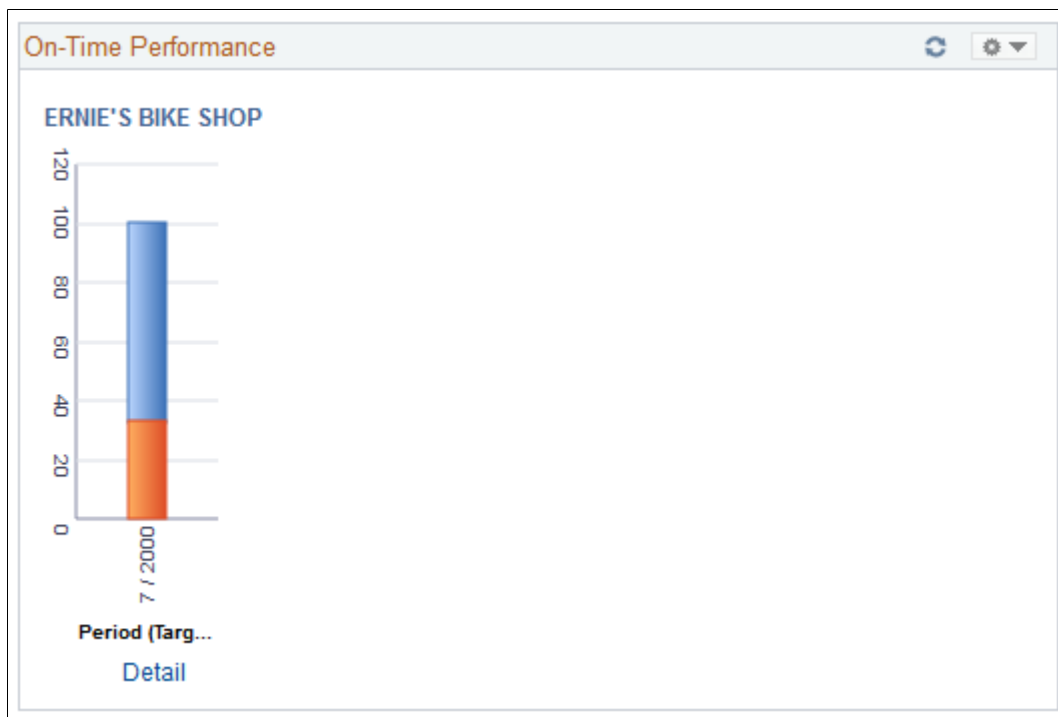 On-Time Performance
ERNIE'S BIKE SHOP
120
100
80
60
40
20
0
7 / 2000
Period (Targ...
Detail